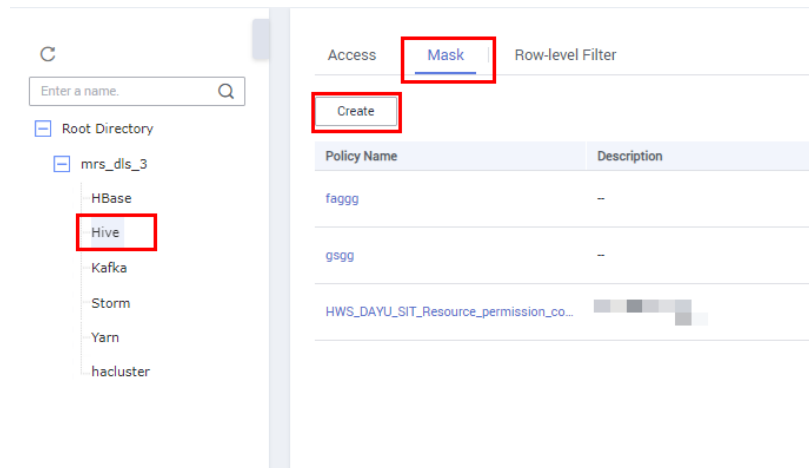 Enter a name.
Root Directory
mrs_dls_3
HBase
Hive
Kafka
Storm
Yarn
hacluster
Access Mask Row-level Filter
Create
Policy Name Description
faggg --
gsgg --
HWS_DAYU_SIT_Resource_permission_co...